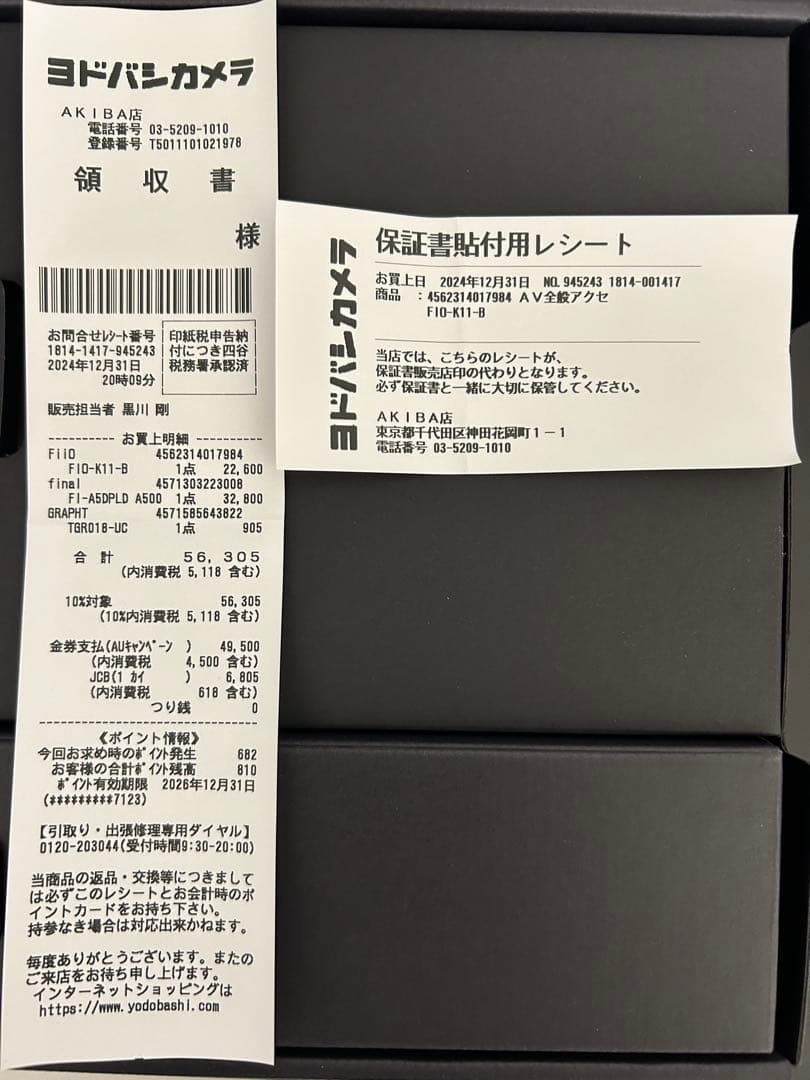 ヨドバシカメラ
AKIBA店
電話番号 03-5209-1010
登録番号 T5011101021978
領 収 書
様
お問合せﾚｼｰﾄ番号
1814-1417-945243
2024年12月31日
20時09分
印紙税申告納
付につき四谷
税務署承認済
販売担当者 黒川 剛
---------- お買上明細 ----------
FiiO 4562314017984
FIO-K11-B 1点 22,600
final 4571303223008
FI-A5DPLD A500 1点 32,800
GRAPHT 4571585643822
TGR018-UC 1点 905
合 計 56,305
(内消費税 5,118 含む)
10%対象 56,305
(10%内消費税 5,118 含む)
金券支払(AUｷｬﾝﾍﾟｰﾝ ) 49,500
(内消費税 4,500 含む)
JCB(1 ｶｲ ) 6,805
(内消費税 618 含む)
つり銭 0
《ポイント情報》
今回お求め時のﾎﾟｲﾝﾄ発生 682
お客様の合計ﾎﾟｲﾝﾄ残高 810
ﾎﾟｲﾝﾄ有効期限 2026年12月31日
(*********7123)
【引取り・出張修理専用ダイヤル】
0120-203044(受付時間9:30-20:00)
当商品の返品・交換等につきまして
は必ずこのレシートとお会計時のポ
イントカードをお持ち下さい。
持参なき場合は対応出来かねます。
毎度ありがとうございます。またの
ご来店をお待ち申し上げます。
インターネットショッピングは
https://www.yodobashi.com
ヨドバシカメラ
保証書貼付用レシート
お買上日 2024年12月31日 NO. 945243 1814-001417
商品 : 4562314017984 AV全般アクセ
FIO-K11-B
当店では、こちらのレシートが、
保証書販売店印の代わりとなります。
必ず保証書と一緒に大切に保管してください。
AKIBA店
東京都千代田区神田花岡町1-1
電話番号 03-5209-1010